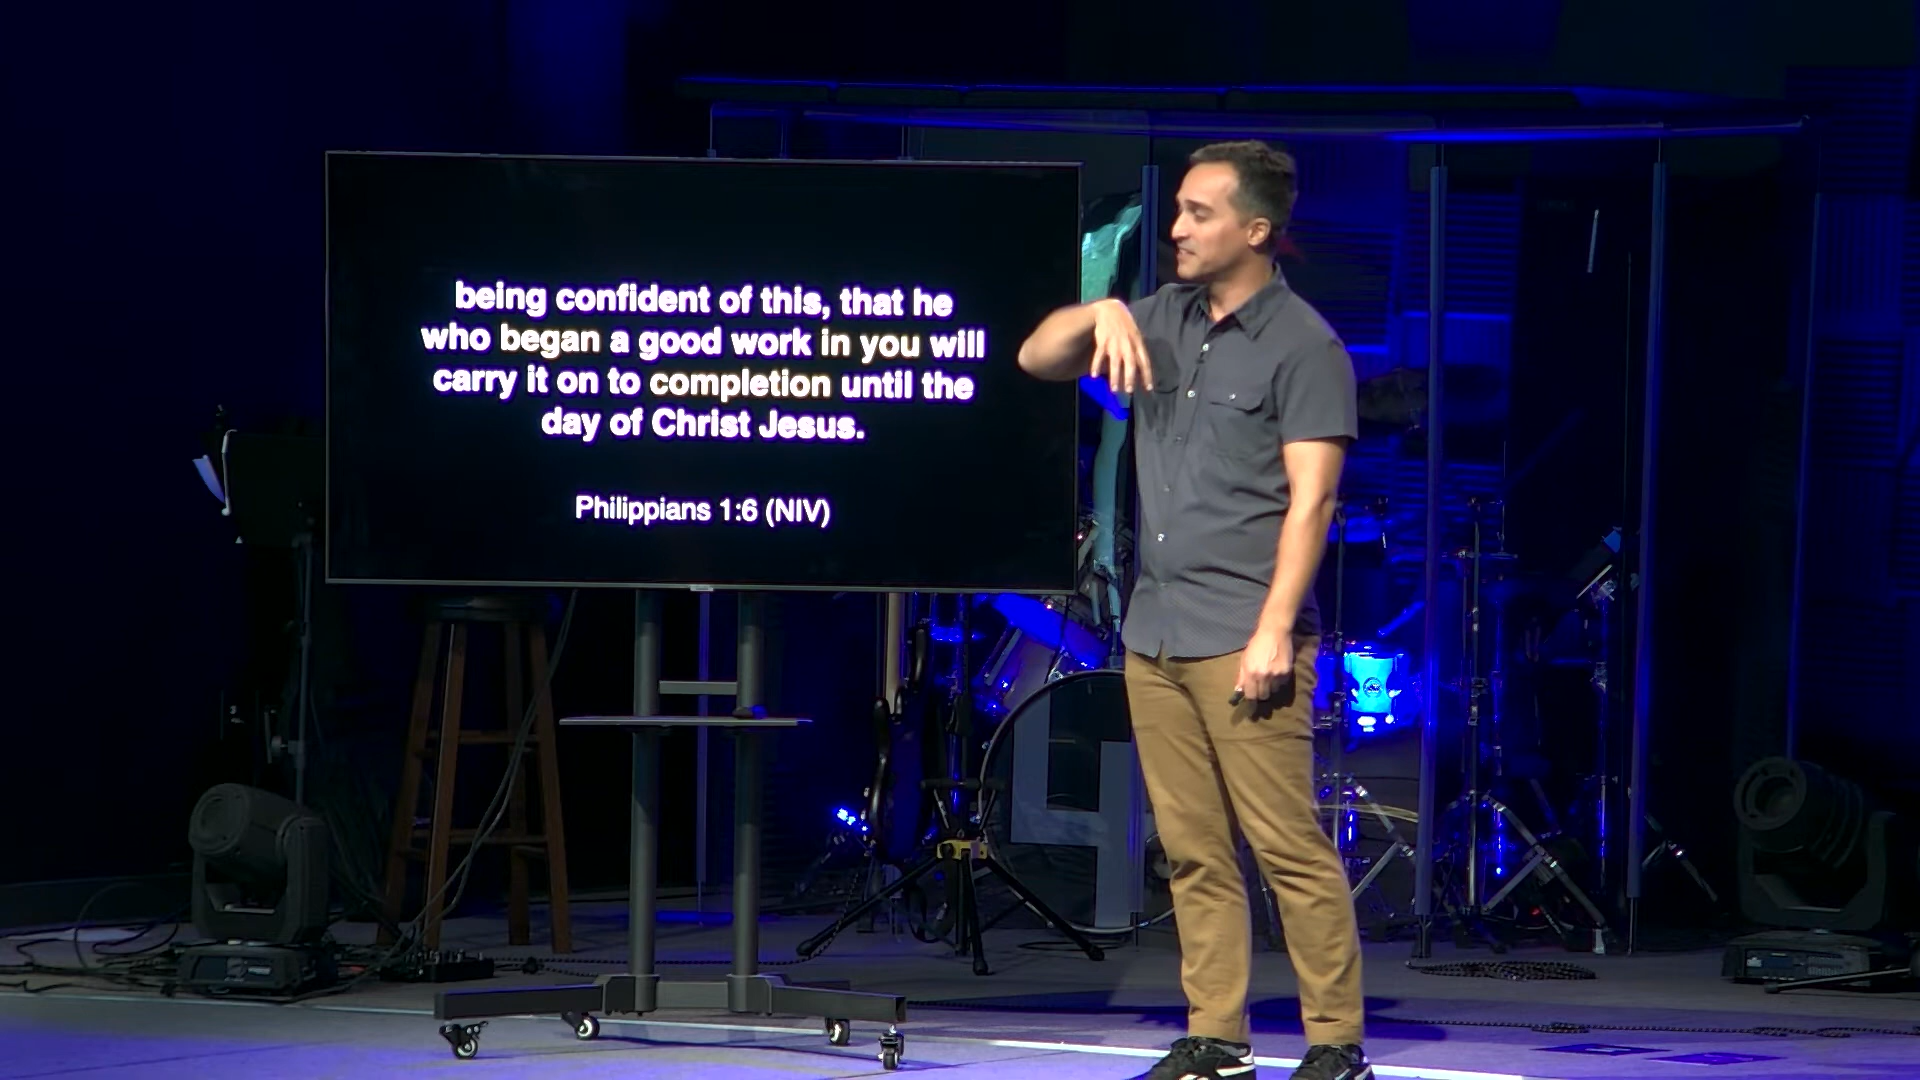 being confident of this, that he
who began a good work in you will
carry it on to completion until the
day of Christ Jesus.
Philippians 1:6 (NIV)